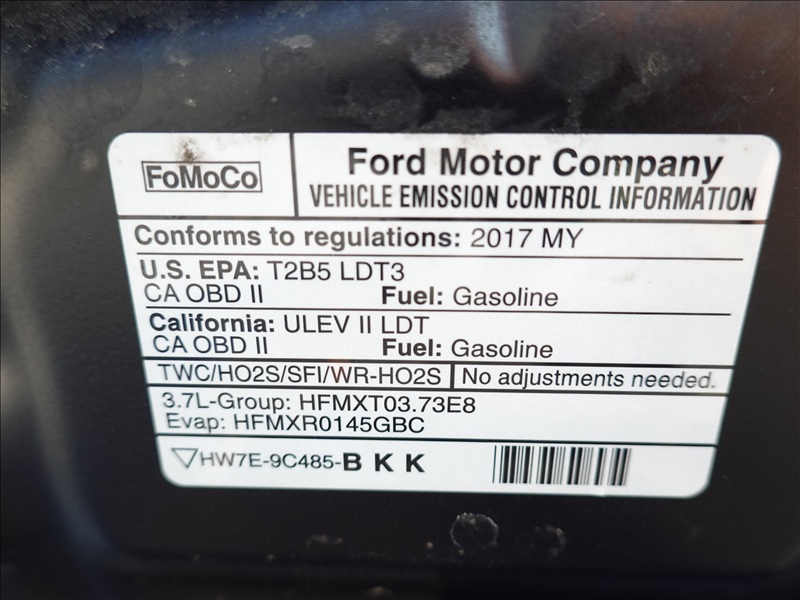 FoMoCo
Ford Motor Company
VEHICLE EMISSION CONTROL INFORMATION
Conforms to regulations: 2017 MY
U.S. EPA: T2B5 LDT3
CA OBD II Fuel: Gasoline
California: ULEV II LDT
CA OBD II Fuel: Gasoline
TWC/HO2S/SFI/WR-HO2S No adjustments needed.
3.7L-Group: HFMXT03.73E8
Evap: HFMXR0145GBC
HW7E-9C485-B K K